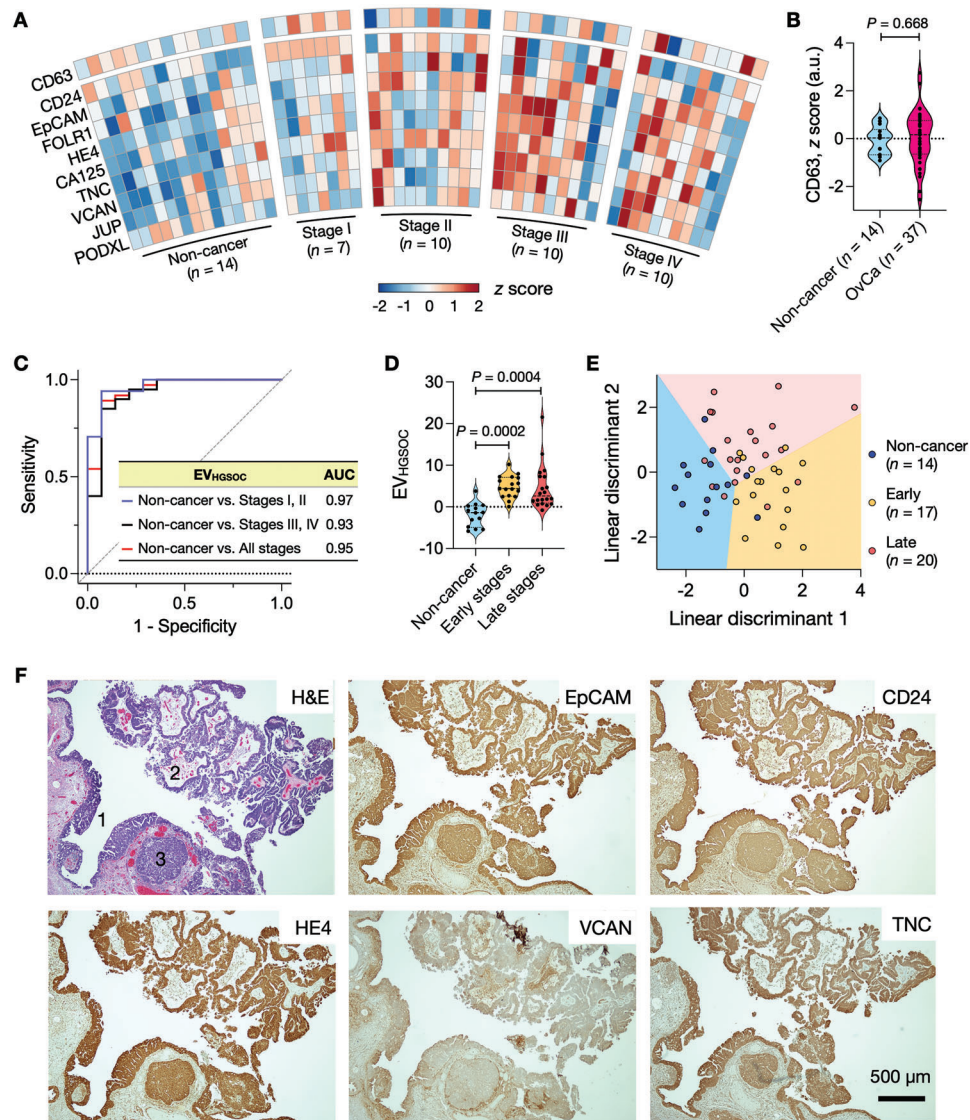 A
CD63
CD24
EpCAM
FOLR1
HE4
CA125
TNC
VCAN
JUP
PODXL
Non-cancer
(n = 14)
Stage I
(n = 7)
Stage II
(n = 10)
Stage III
(n = 10)
Stage IV
(n = 10)
-2 -1 0 1 2 z score
B
P = 0.668
CD63, z score (a.u.)
4
2
0
-2
Non-cancer (n = 14)
OvCa (n = 37)
C
Sensitivity
1.0
0.5
0.0
EVHGSOC AUC
Non-cancer vs. Stages I, II 0.97
Non-cancer vs. Stages III, IV 0.93
Non-cancer vs. All stages 0.95
0.0 0.5 1.0
1 - Specificity
D
P = 0.0004
P = 0.0002
EVHGSOC
30
20
10
0
-10
Non-cancer
Early stages
Late stages
E
Linear discriminant 2
2
0
-2
-2 0 2 4
Linear discriminant 1
Non-cancer
(n = 14)
Early
(n = 17)
Late
(n = 20)
F
H&E
1
2
3
EpCAM
CD24
HE4
VCAN
TNC
500 µm